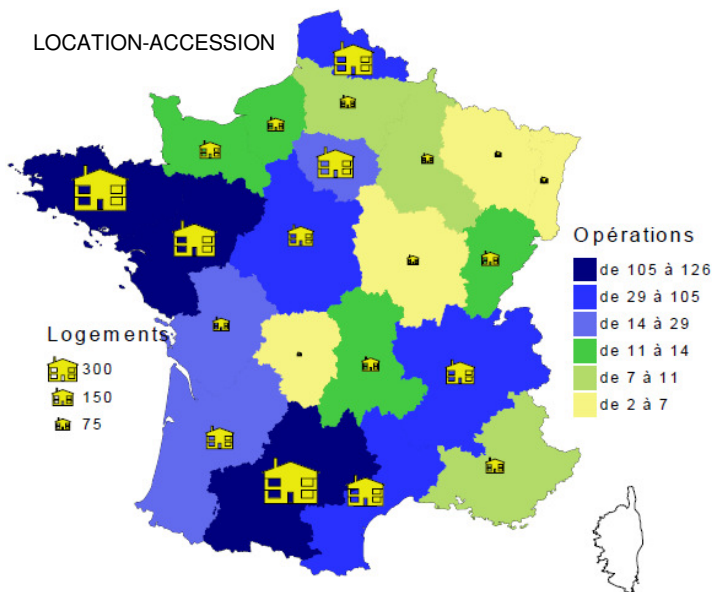 LOCATION-ACCESSION
Opérations
de 105 à 126
de 29 à 105
de 14 à 29
de 11 à 14
de 7 à 11
de 2 à 7
Logements
300
150
75